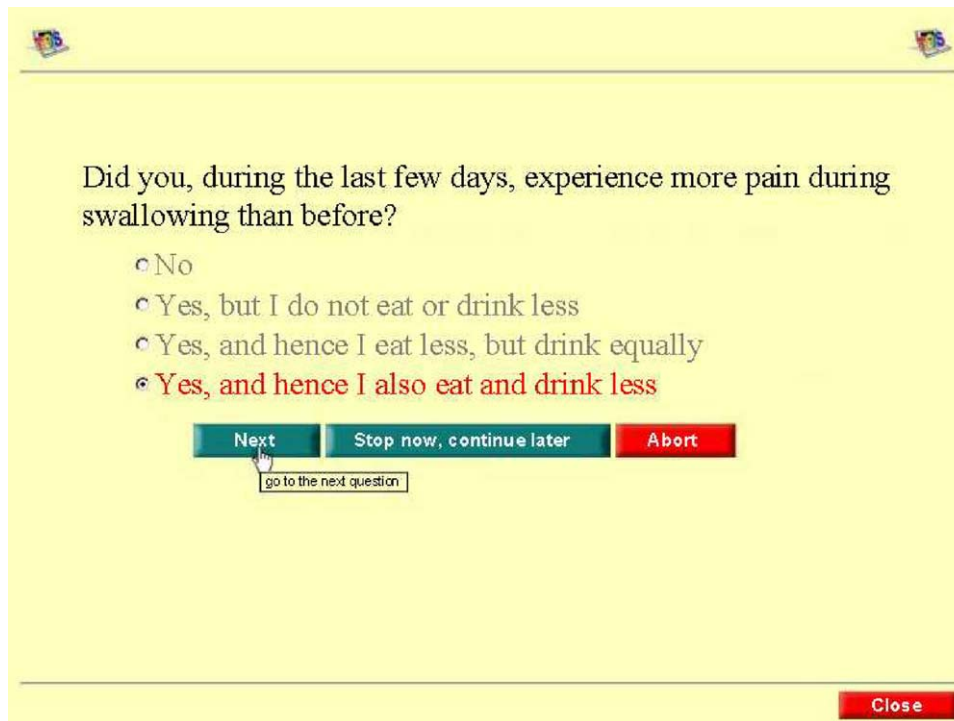 Did you, during the last few days, experience more pain during
swallowing than before?
No
Yes, but I do not eat or drink less
Yes, and hence I eat less, but drink equally
Yes, and hence I also eat and drink less
Next
Stop now, continue later
Abort
go to the next question
Close